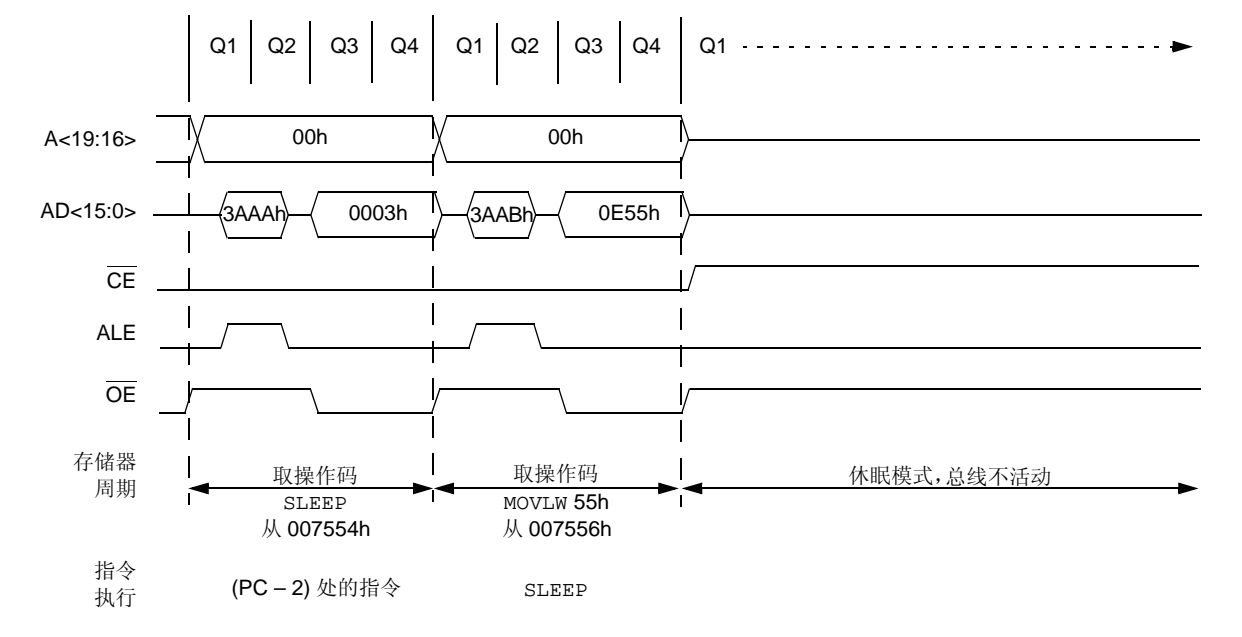 Q1 Q2 Q3 Q4 Q1 Q2 Q3 Q4 Q1
A<19:16> 00h 00h
AD<15:0> 3AAAh 0003h 3AABh 0E55h
CE
ALE
OE
存储器
周期
取操作码
SLEEP
从 007554h
取操作码
MOVLW 55h
从 007556h
休眠模式，总线不活动
指令
执行
(PC – 2) 处的指令
SLEEP